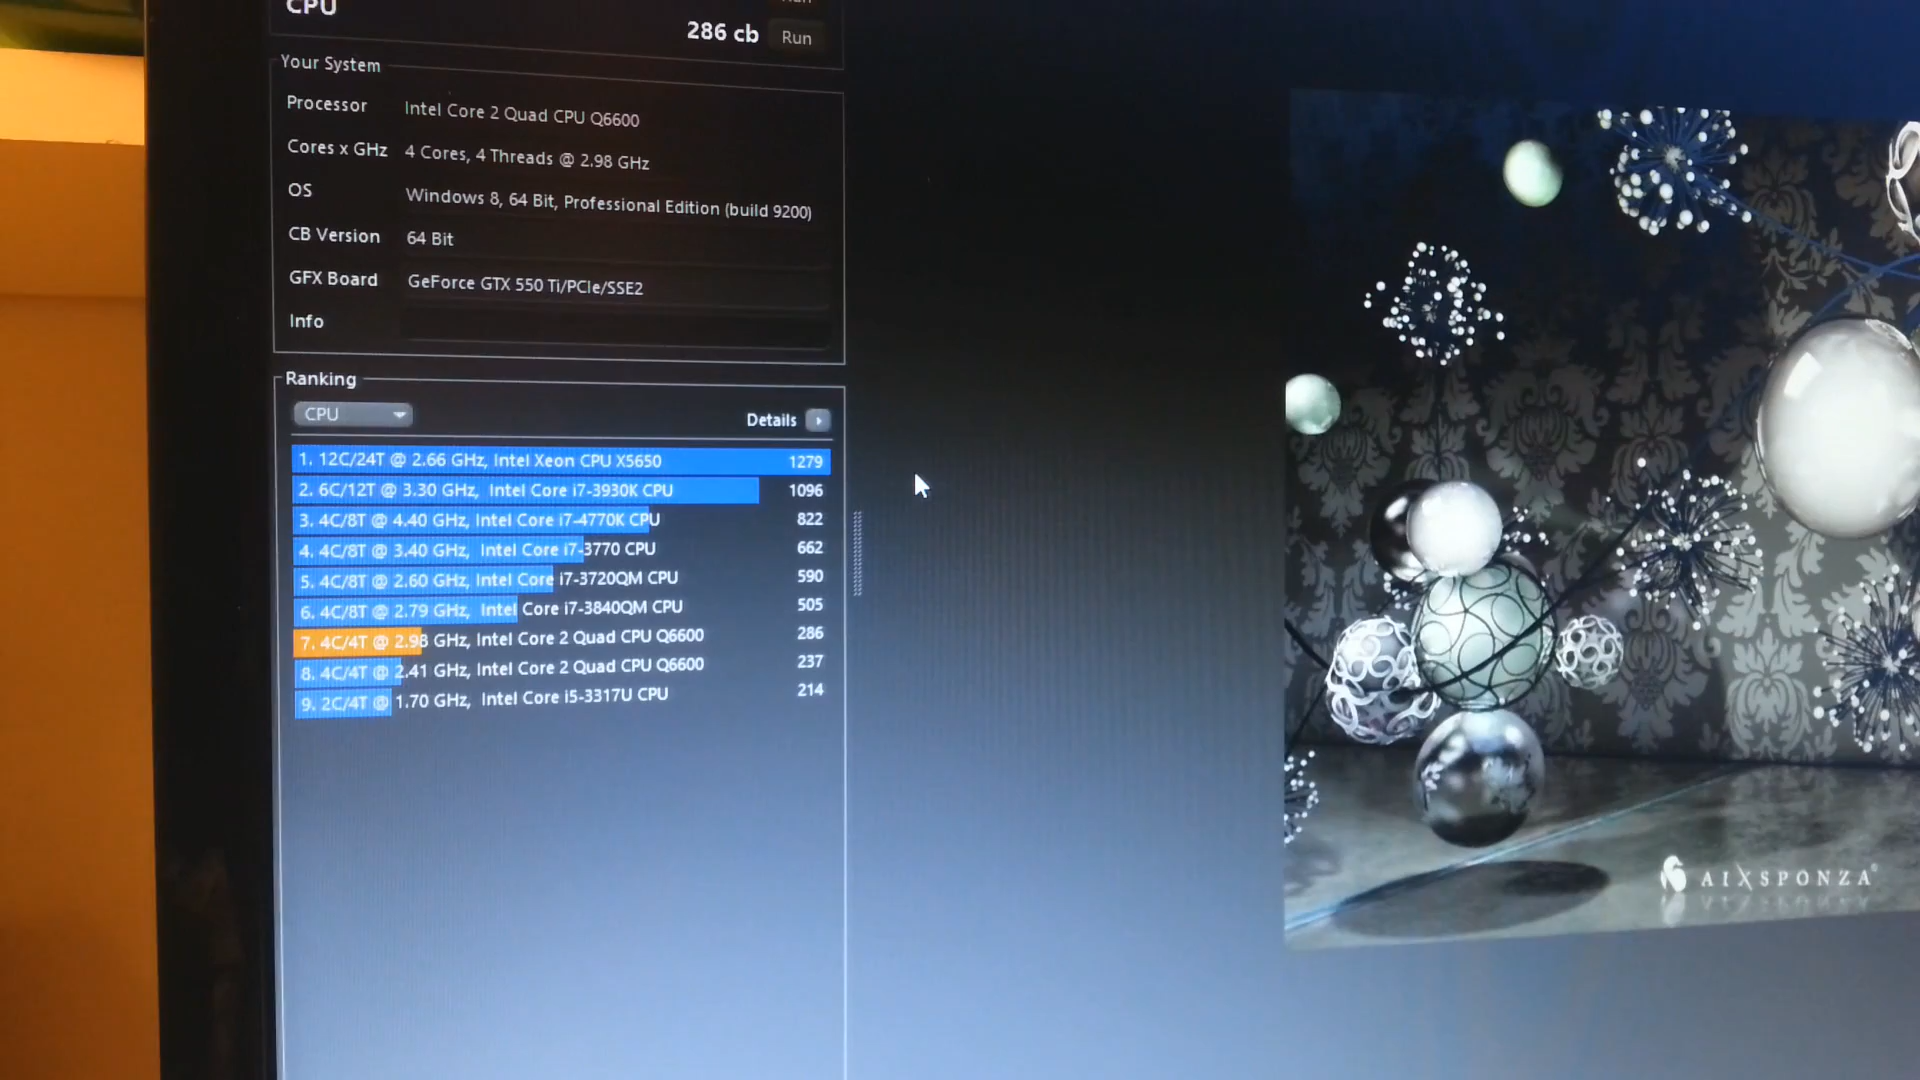 CPU
286 cb
Run
Your System
Processor
Intel Core 2 Quad CPU Q6600
Cores x GHz
4 Cores, 4 Threads @ 2.98 GHz
OS
Windows 8, 64 Bit, Professional Edition (build 9200)
CB Version
64 Bit
GFX Board
GeForce GTX 550 Ti/PCIe/SSE2
Info
Ranking
CPU
Details
1. 12C/24T @ 2.66 GHz, Intel Xeon CPU X5650 1279
2. 6C/12T @ 3.30 GHz, Intel Core i7-3930K CPU 1096
3. 4C/8T @ 4.40 GHz, Intel Core i7-4770K CPU 822
4. 4C/8T @ 3.40 GHz, Intel Core i7-3770 CPU 662
5. 4C/8T @ 2.60 GHz, Intel Core i7-3720QM CPU 590
6. 4C/8T @ 2.79 GHz, Intel Core i7-3840QM CPU 505
7. 4C/4T @ 2.98 GHz, Intel Core 2 Quad CPU Q6600 286
8. 4C/4T @ 2.41 GHz, Intel Core 2 Quad CPU Q6600 237
9. 2C/4T @ 1.70 GHz, Intel Core i5-3317U CPU 214
AIXSPONZA